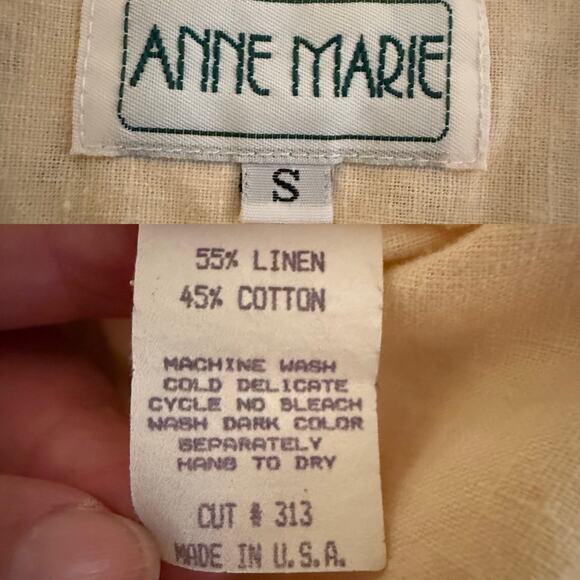 ANNE MARIE
S
55% LINEN
45% COTTON
MACHINE WASH
COLD DELICATE
CYCLE NO BLEACH
WASH DARK COLOR
SEPARATELY
HANG TO DRY
CUT # 313
MADE IN U.S.A.